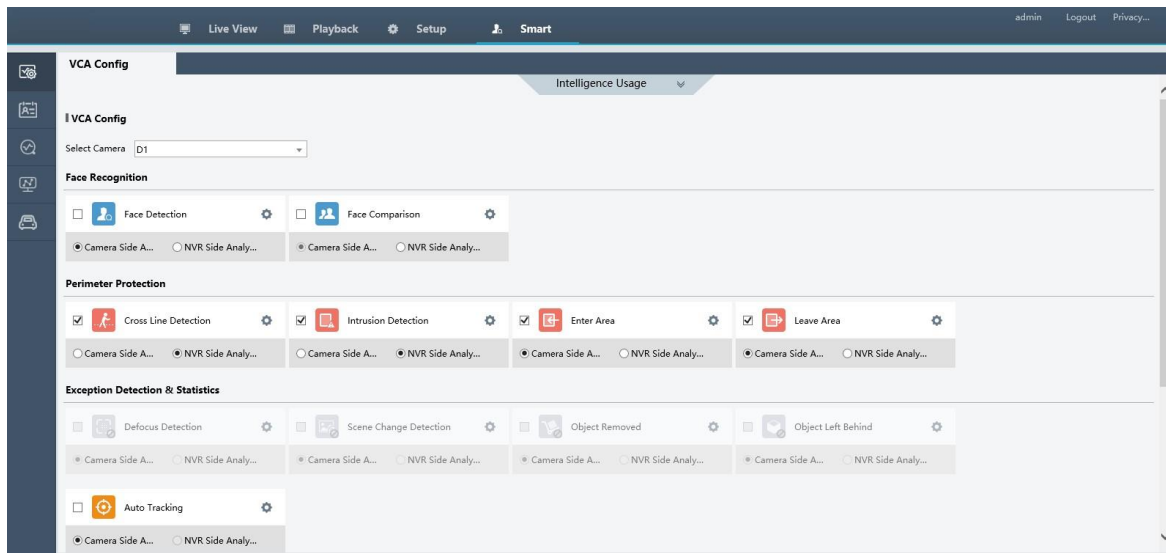 Live View Playback Setup Smart admin Logout Privacy...
VCA Config
Intelligence Usage
VCA Config
Select Camera D1
Face Recognition
Face Detection Face Comparison
Camera Side A... NVR Side Analy... Camera Side A... NVR Side Analy...
Perimeter Protection
Cross Line Detection Intrusion Detection Enter Area Leave Area
Camera Side A... NVR Side Analy... Camera Side A... NVR Side Analy... Camera Side A... NVR Side Analy... Camera Side A... NVR Side Analy...
Exception Detection & Statistics
Defocus Detection Scene Change Detection Object Removed Object Left Behind
Camera Side A... NVR Side Analy... Camera Side A... NVR Side Analy... Camera Side A... NVR Side Analy... Camera Side A... NVR Side Analy...
Auto Tracking
Camera Side A... NVR Side Analy...